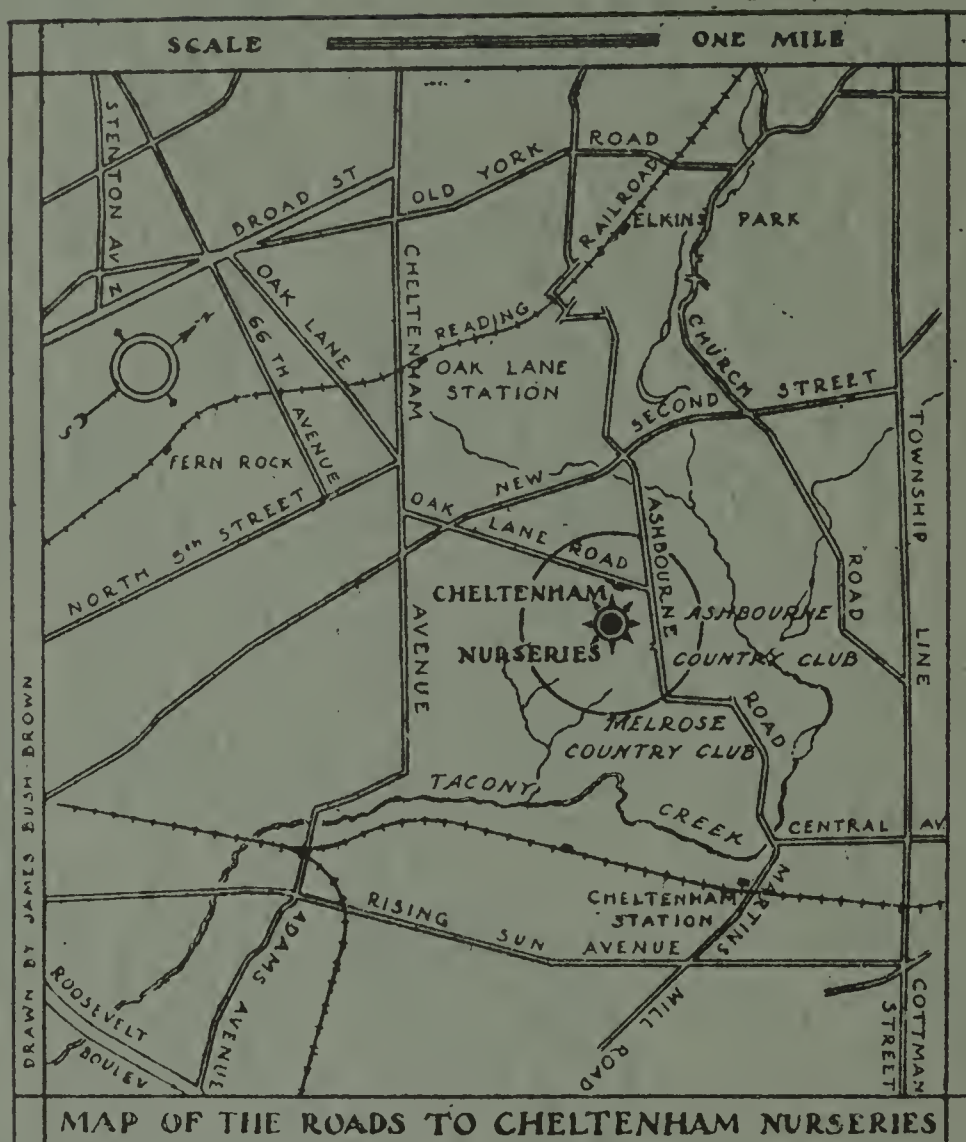 SCALE ONE MILE
STENTON AV
BROAD ST
OLD YORK ROAD
RAILROAD
ELKINS PARK
OAK LANE
CHELTENHAM
66TH
AVENUE
READING
OAK LANE
STATION
CHURCH
SECOND STREET
N
S
FERN ROCK
NORTH 5TH STREET
NEW
OAK LANE ROAD
ASHBOURNE
TOWNSHIP
LINE
CHELTENHAM
NURSERIES
ASHBOURNE
COUNTRY CLUB
ROAD
AVENUE
MELROSE
COUNTRY CLUB
ROAD
TACONY
CREEK
CENTRAL AV.
CHELTENHAM
STATION
MARTINS
MILL
ROAD
RISING SUN AVENUE
ADAMS AVENUE
ROOSEVELT
BOULEV
COTTMAN
STREET
DRAWN BY JAMES BUSH-BROWN
MAP OF THE ROADS TO CHELTENHAM NURSERIES